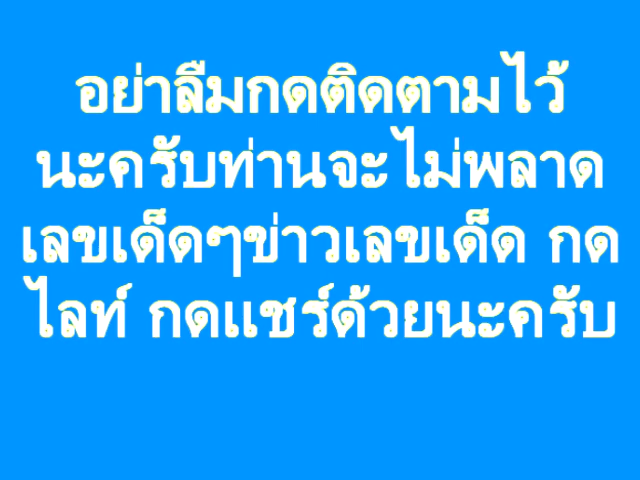 อย่าลืมกดติดตามไว้
นะครับท่านจะไม่พลาด
เลขเด็ดๆข่าวเลขเด็ด กด
ไลท์ กดแชร์ด้วยนะครับ